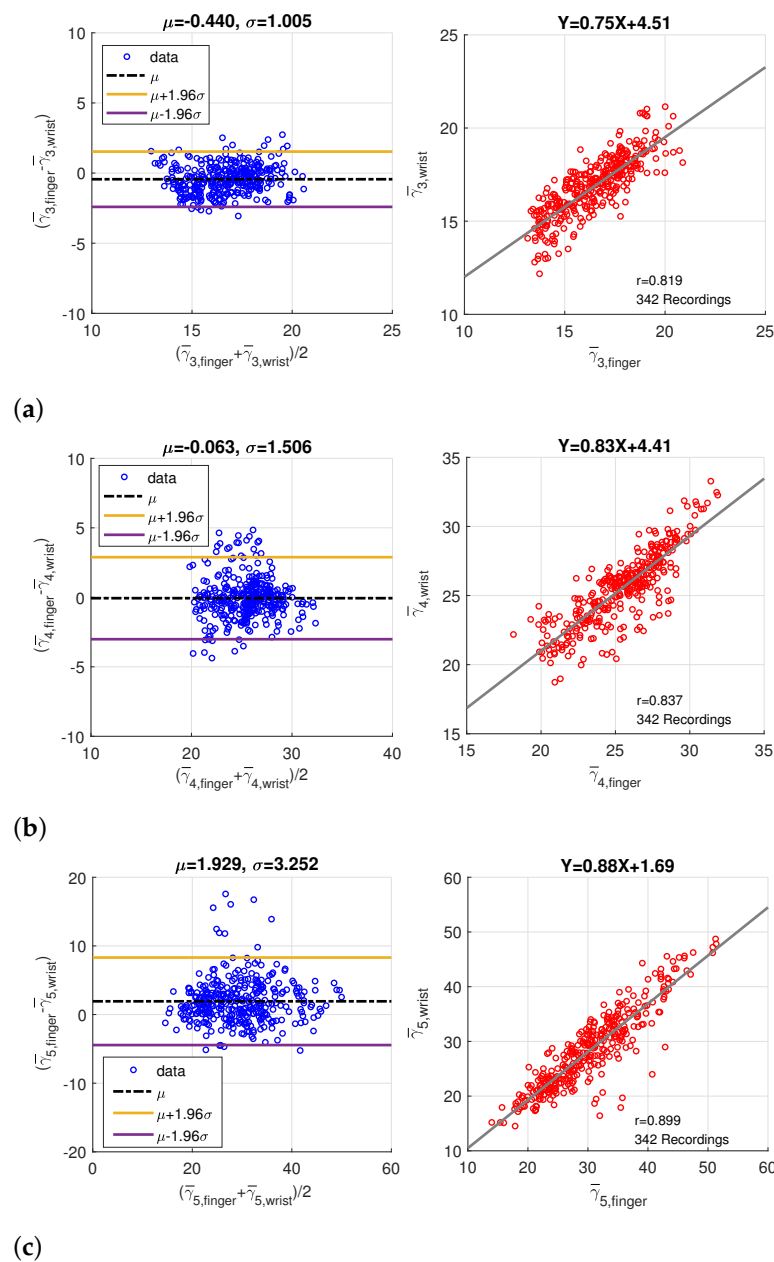 μ=-0.440, σ=1.005
10
5
0
-5
-10
10 15 20 25
data
μ
μ+1.96σ
μ-1.96σ
(γ̅3,finger-γ̅3,wrist)
(γ̅3,finger+γ̅3,wrist)/2
Y=0.75X+4.51
25
20
15
10
10 15 20 25
γ̅3,wrist
r=0.819
342 Recordings
γ̅3,finger
(a)
μ=-0.063, σ=1.506
10
5
0
-5
-10
10 20 30 40
data
μ
μ+1.96σ
μ-1.96σ
(γ̅4,finger-γ̅4,wrist)
(γ̅4,finger+γ̅4,wrist)/2
Y=0.83X+4.41
35
30
25
20
15
15 20 25 30 35
γ̅4,wrist
r=0.837
342 Recordings
γ̅4,finger
(b)
μ=1.929, σ=3.252
20
10
0
-10
-20
0 20 40 60
data
μ
μ+1.96σ
μ-1.96σ
(γ̅5,finger-γ̅5,wrist)
(γ̅5,finger+γ̅5,wrist)/2
Y=0.88X+1.69
60
50
40
30
20
10
10 20 30 40 50 60
γ̅5,wrist
r=0.899
342 Recordings
γ̅5,finger
(c)